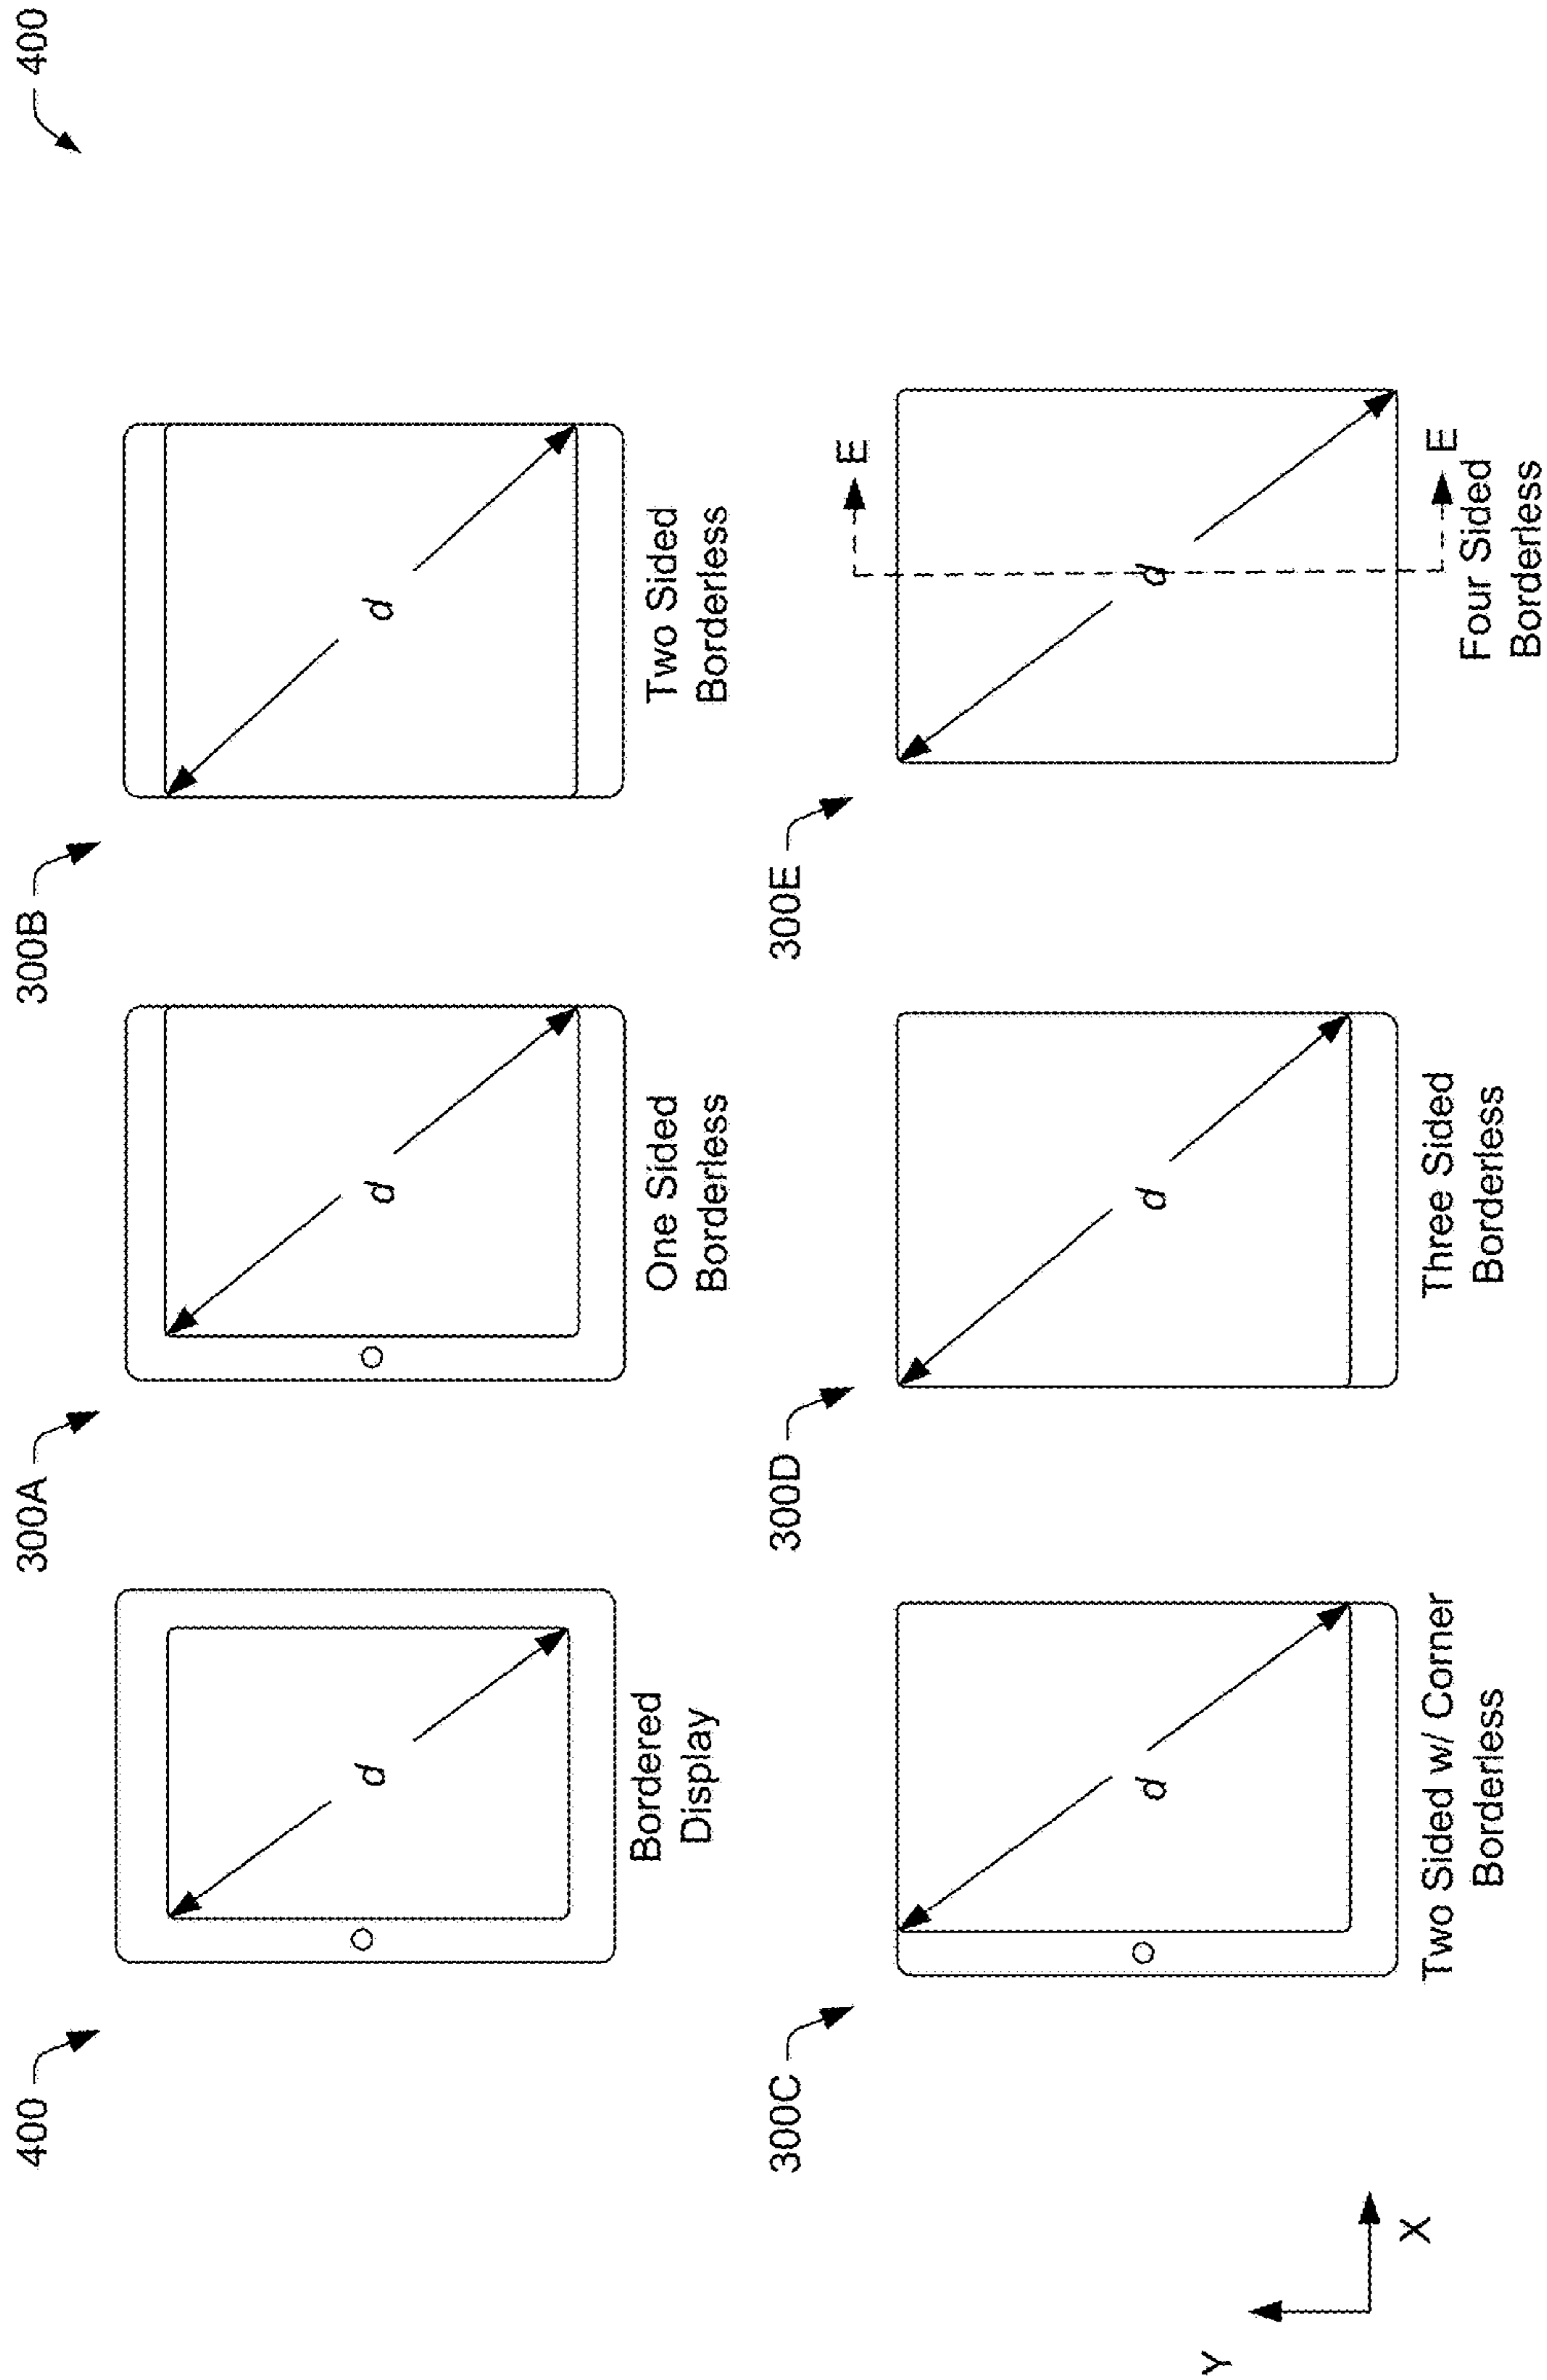 400
400
300A
300B
d
d
d
Bordered
Display
One Sided
Borderless
Two Sided
Borderless
300C
300D
300E
E
d
d
d
E
Two Sided w/ Corner
Borderless
Three Sided
Borderless
Four Sided
Borderless
Y
X